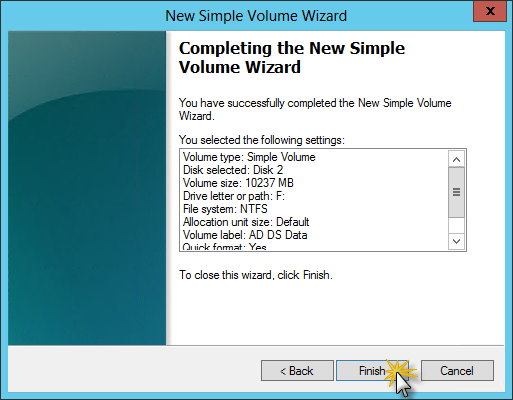 New Simple Volume Wizard
X
Completing the New Simple
Volume Wizard
You have successfully completed the New Simple Volume
Wizard.
You selected the following settings:
Volume type: Simple Volume
Disk selected: Disk 2
Volume size: 10237 MB
Drive letter or path: F:
File system: NTFS
Allocation unit size: Default
Volume label: AD DS Data
Quick format: Yes
To close this wizard, click Finish.
< Back
Finish
Cancel